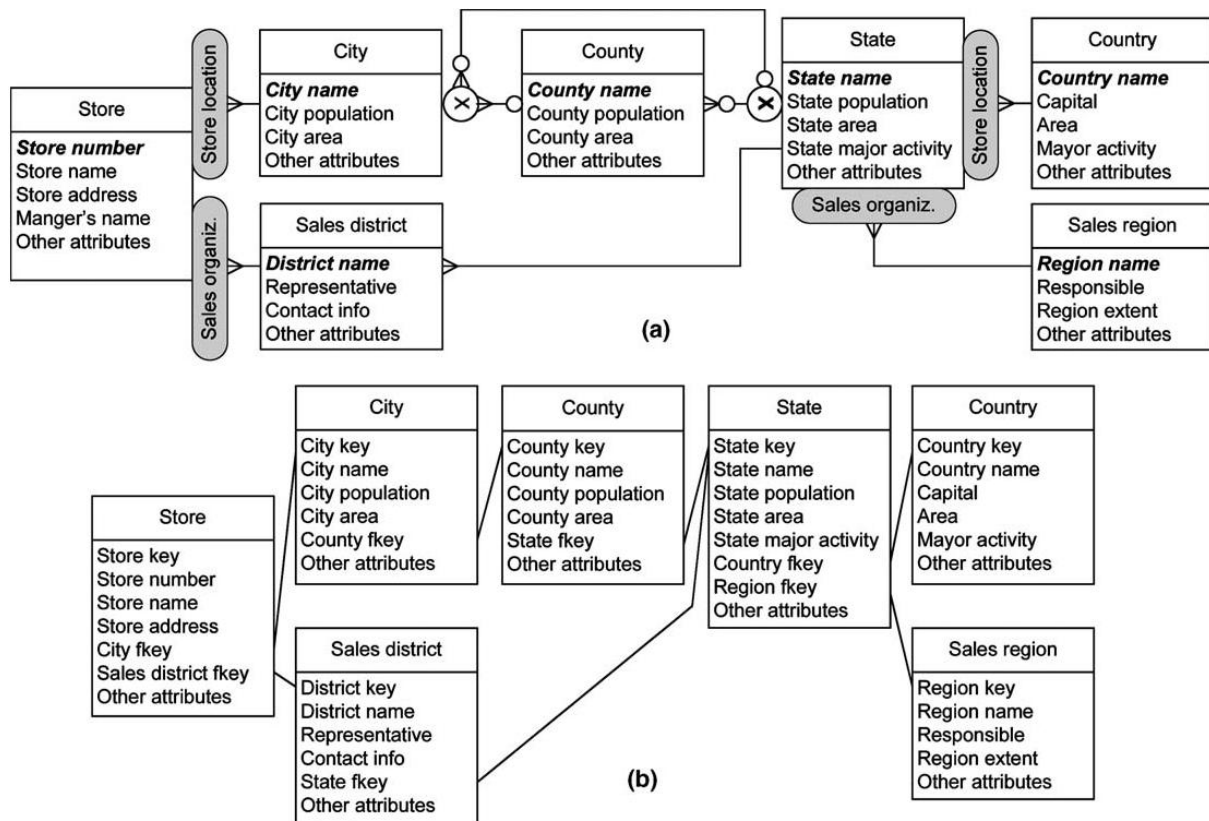 Store
Store number
Store name
Store address
Manger's name
Other attributes
Store location
Sales organiz.
City
City name
City population
City area
Other attributes
Sales district
District name
Representative
Contact info
Other attributes
X
County
County name
County population
County area
Other attributes
X
State
State name
State population
State area
State major activity
Other attributes
Store location
Sales organiz.
Country
Country name
Capital
Area
Mayor activity
Other attributes
Sales region
Region name
Responsible
Region extent
Other attributes
(a)
Store
Store key
Store number
Store name
Store address
City fkey
Sales district fkey
Other attributes
City
City key
City name
City population
City area
County fkey
Other attributes
Sales district
District key
District name
Representative
Contact info
State fkey
Other attributes
County
County key
County name
County population
County area
State fkey
Other attributes
State
State key
State name
State population
State area
State major activity
Country fkey
Region fkey
Other attributes
Country
Country key
Country name
Capital
Area
Mayor activity
Other attributes
Sales region
Region key
Region name
Responsible
Region extent
Other attributes
(b)